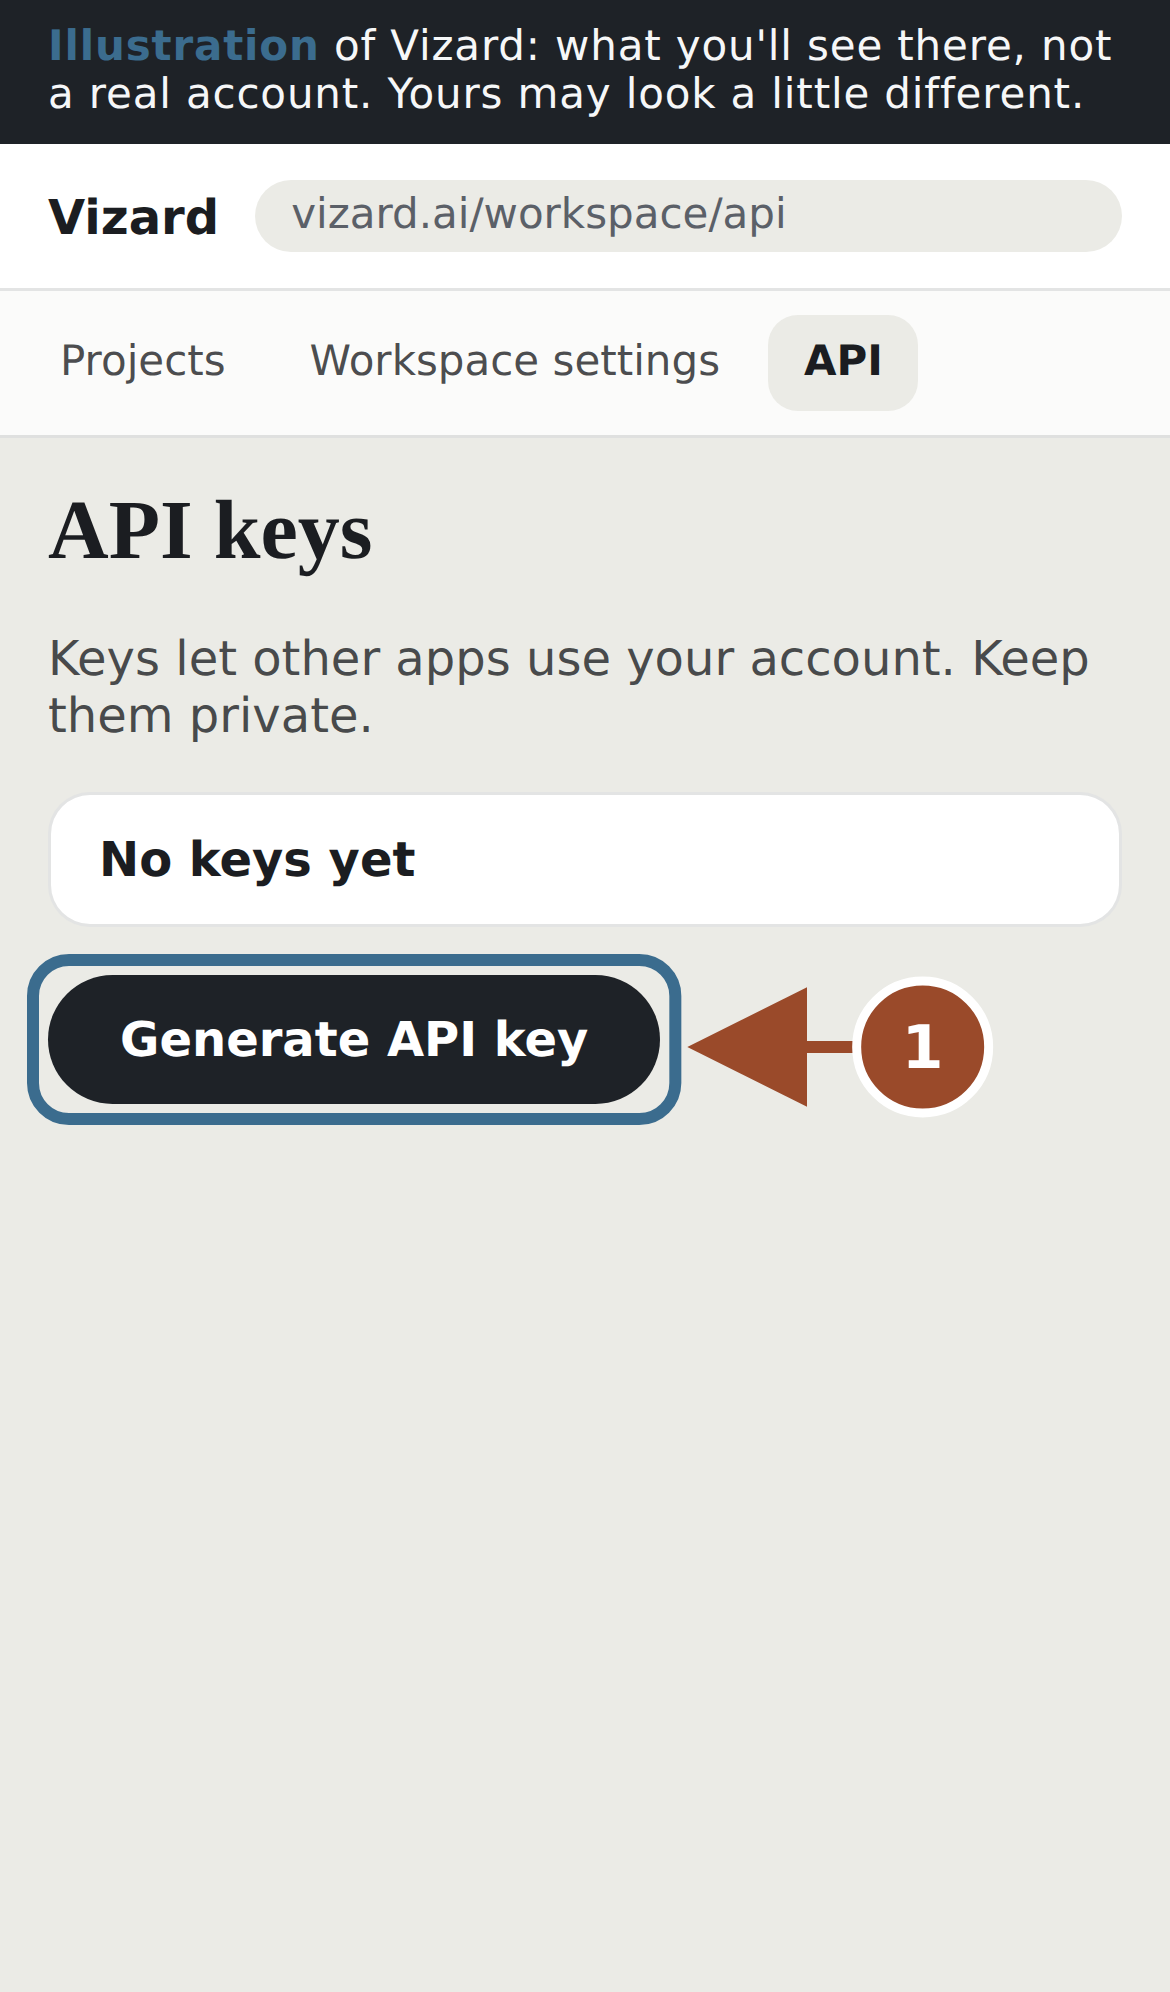 Illustration of Vizard: what you'll see there, not
a real account. Yours may look a little different.
Vizard
vizard.ai/workspace/api
Projects
Workspace settings
API
API keys
Keys let other apps use your account. Keep
them private.
No keys yet
Generate API key
1